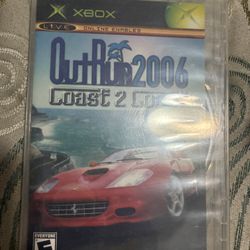 XBOX
LIVE ONLINE ENABLED
OutRun2006
Coast 2 Co
EVERYONE
E